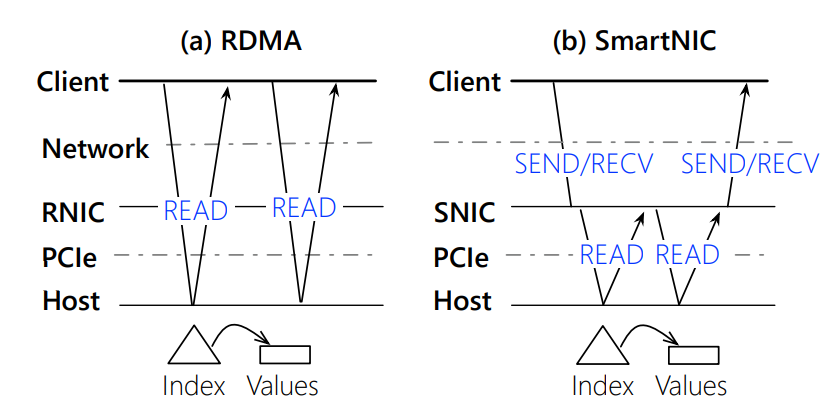 (a) RDMA
Client
Network
RNIC
READ READ
PCIe
Host
Index Values
(b) SmartNIC
Client
SEND/RECV SEND/RECV
SNIC
PCIe
READ READ
Host
Index Values